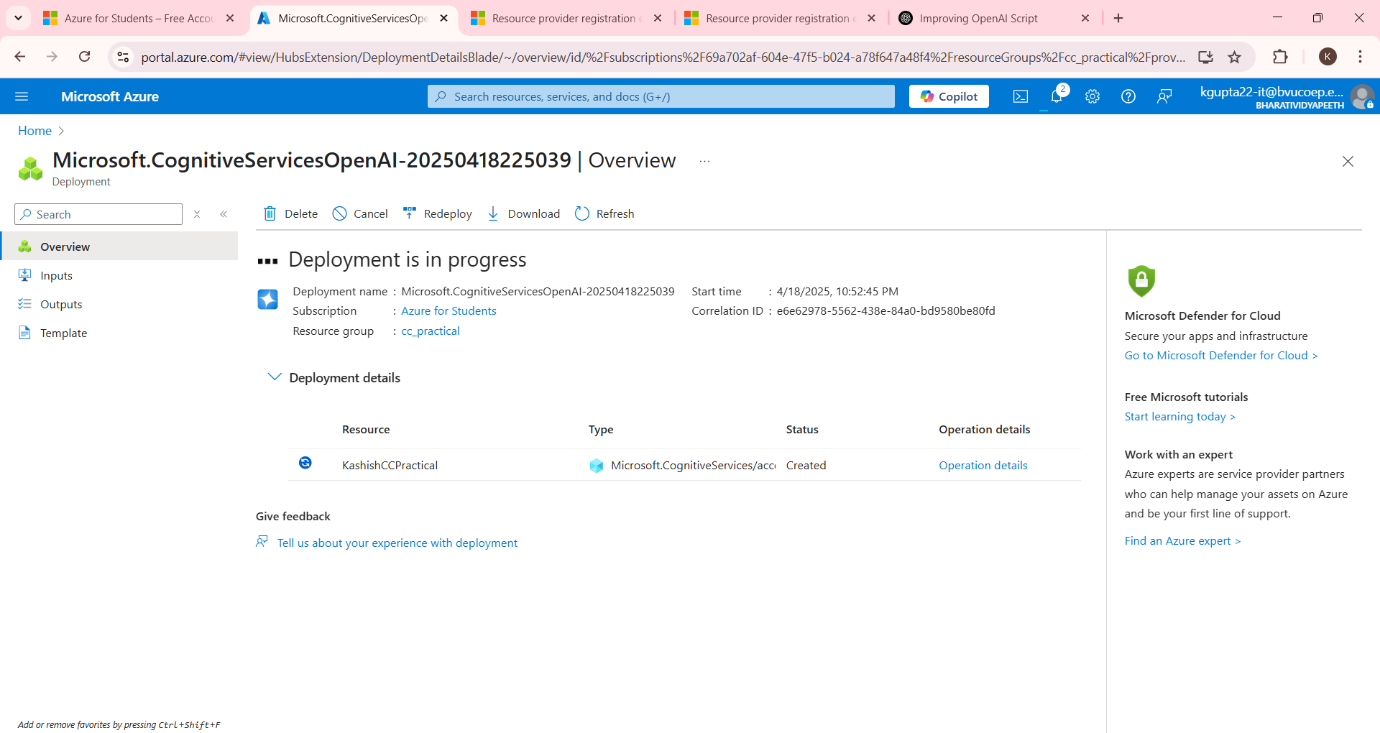 Azure for Students – Free Accou
Microsoft.CognitiveServicesOpe
Resource provider registration e
Resource provider registration e
Improving OpenAI Script
portal.azure.com/#view/HubsExtension/DeploymentDetailsBlade/~/overview/id/%2Fsubscriptions%2F69a702af-604e-47f5-b024-a78f647a48f4%2FresourceGroups%2Fcc_practical%2Fprov...
K
Microsoft Azure
Search resources, services, and docs (G+/)
Copilot
2
kgupta22-it@bvucoep.e...
BHARATIVIDYAPEETH
Home
Microsoft.CognitiveServicesOpenAI-20250418225039 | Overview ...
Deployment
Search
Overview
Inputs
Outputs
Template
Delete
Cancel
Redeploy
Download
Refresh
Deployment is in progress
Deployment name : Microsoft.CognitiveServicesOpenAI-20250418225039
Subscription : Azure for Students
Resource group : cc_practical
Start time : 4/18/2025, 10:52:45 PM
Correlation ID : e6e62978-5562-438e-84a0-bd9580be80fd
Deployment details
Resource Type Status Operation details
KashishCCPractical Microsoft.CognitiveServices/acc Created Operation details
Give feedback
Tell us about your experience with deployment
Microsoft Defender for Cloud
Secure your apps and infrastructure
Go to Microsoft Defender for Cloud >
Free Microsoft tutorials
Start learning today >
Work with an expert
Azure experts are service provider partners
who can help manage your assets on Azure
and be your first line of support.
Find an Azure expert >
Add or remove favorites by pressing Ctrl+Shift+F